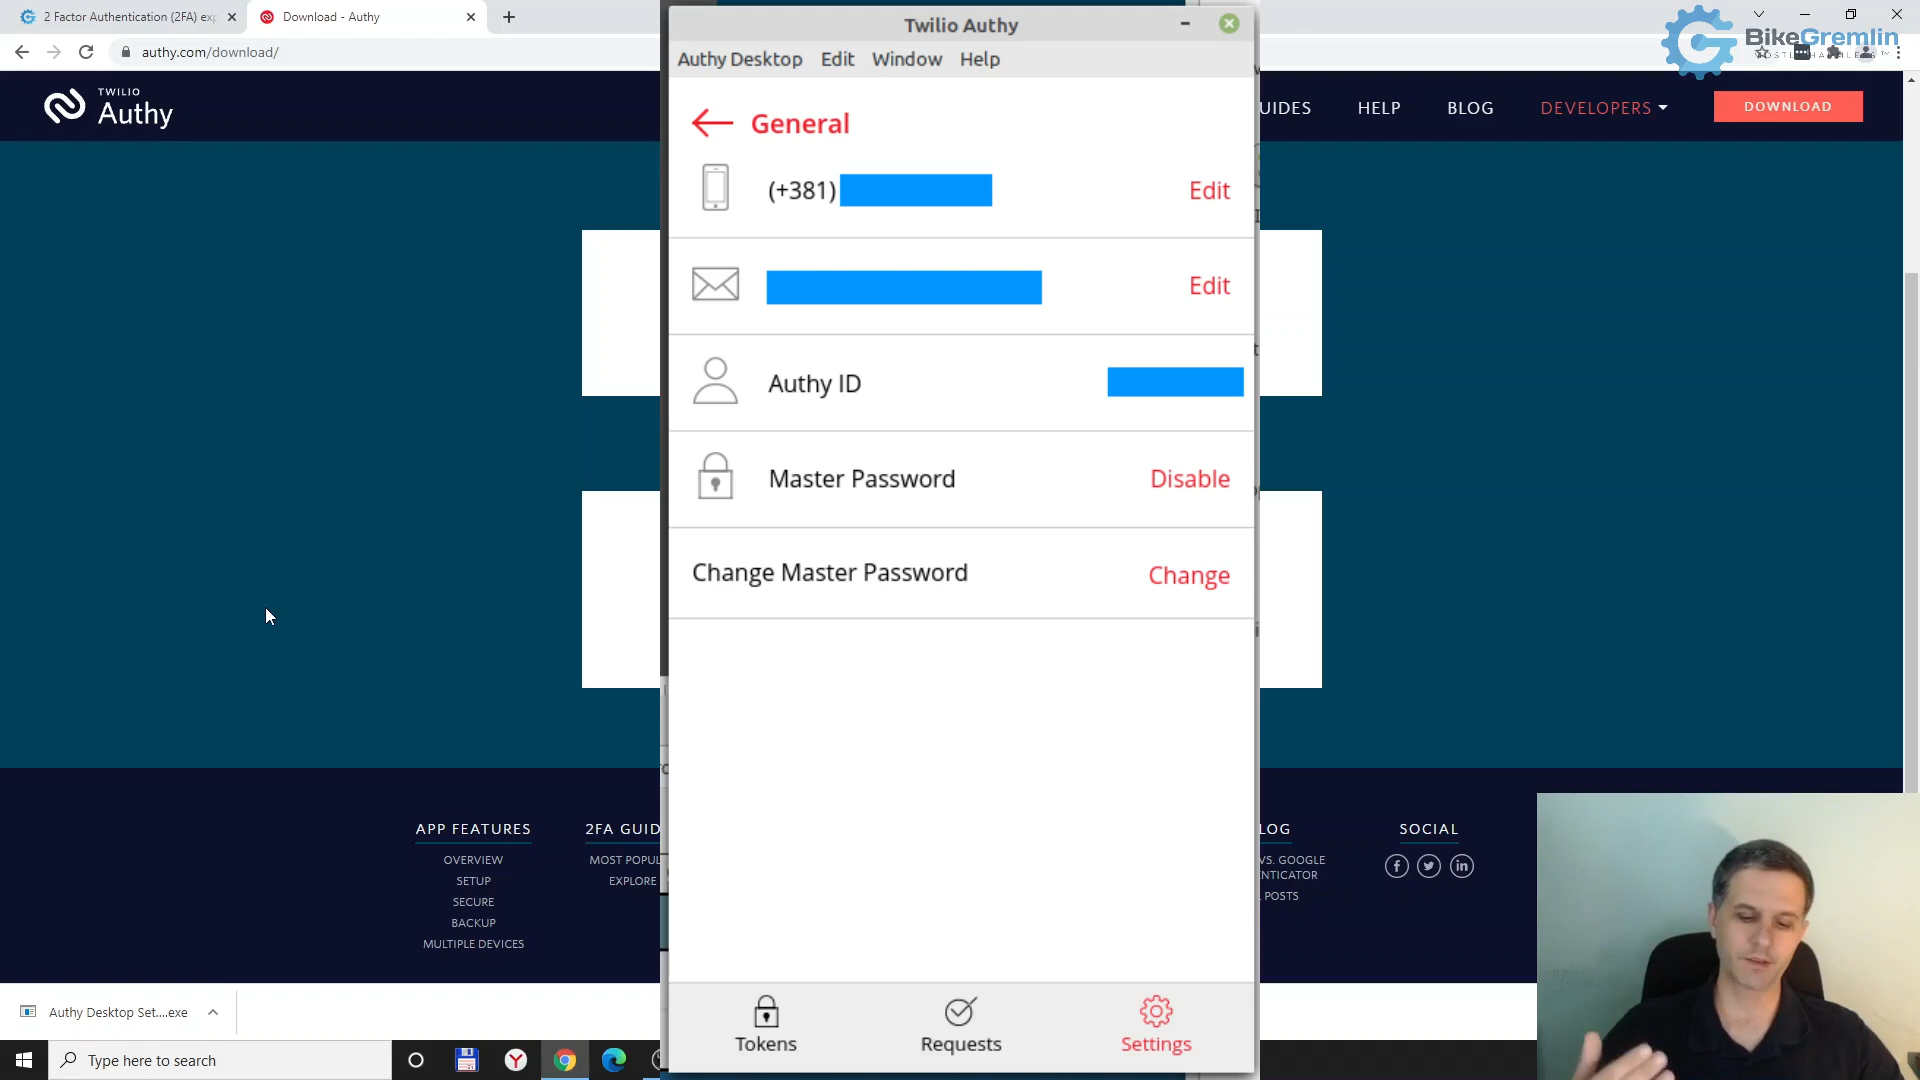 2 Factor Authentication (2FA) exp
Download - Authy
authy.com/download/
BikeGremlin
TWILIO
Authy
UIDES
HELP
BLOG
DEVELOPERS
DOWNLOAD
Twilio Authy
Authy Desktop
Edit
Window
Help
General
(+381)
Edit
Edit
Authy ID
Master Password
Disable
Change Master Password
Change
Tokens
Requests
Settings
APP FEATURES
OVERVIEW
SETUP
SECURE
BACKUP
MULTIPLE DEVICES
2FA GUID
MOST POPUL
EXPLORE
LOG
VS. GOOGLE
NTICATOR
POSTS
SOCIAL
Authy Desktop Set....exe
Type here to search